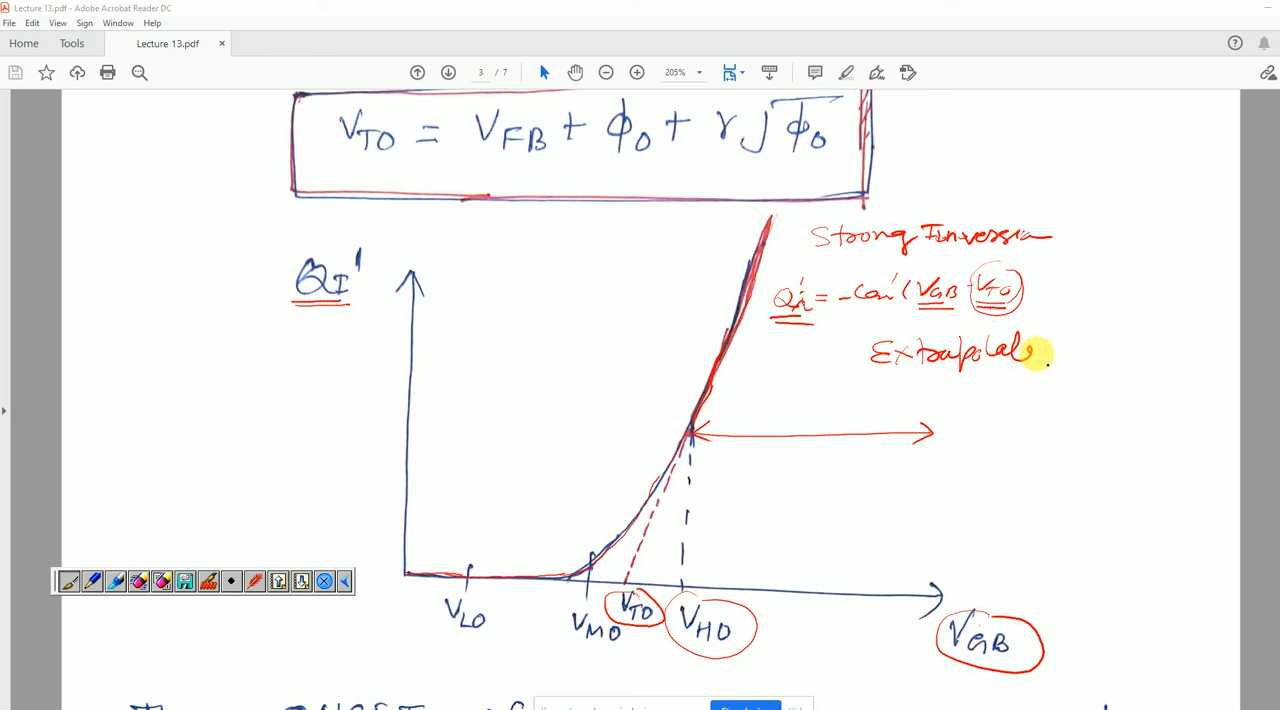 Lecture 13.pdf - Adobe Acrobat Reader DC
File Edit View Sign Window Help
Home Tools Lecture 13.pdf ×
3 / 7 205%
VTO = VFB + ϕ0 + γ√ϕ0
Strong Inversion
QI'
QI' = -Cox' (VGB - VTO)
Extrapolate
VLO VMO VTO VHO VGB